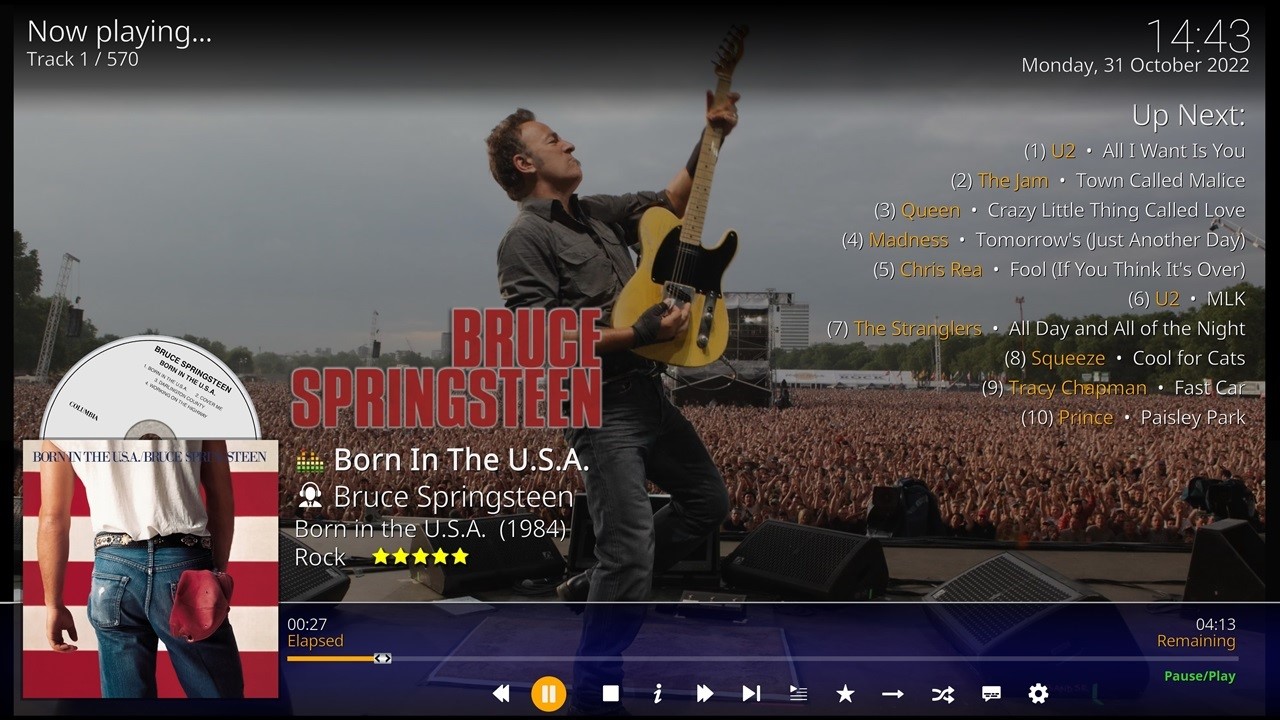 Now playing...
Track 1 / 570
14:43
Monday, 31 October 2022
Up Next:
(1) U2 • All I Want Is You
(2) The Jam • Town Called Malice
(3) Queen • Crazy Little Thing Called Love
(4) Madness • Tomorrow's (Just Another Day)
(5) Chris Rea • Fool (If You Think It's Over)
(6) U2 • MLK
(7) The Stranglers • All Day and All of the Night
(8) Squeeze • Cool for Cats
(9) Tracy Chapman • Fast Car
(10) Prince • Paisley Park
BRUCE SPRINGSTEEN
BORN IN THE U.S.A.
1. BORN IN THE U.S.A. 2. COVER ME
3. DARLINGTON COUNTY
4. WORKING ON THE HIGHWAY
COLUMBIA
BORN IN THE U.S.A./BRUCE SPRINGSTEEN
BRUCE
SPRINGSTEEN
Born In The U.S.A.
Bruce Springsteen
Born in the U.S.A. (1984)
Rock
00:27
Elapsed
04:13
Remaining
Pause/Play